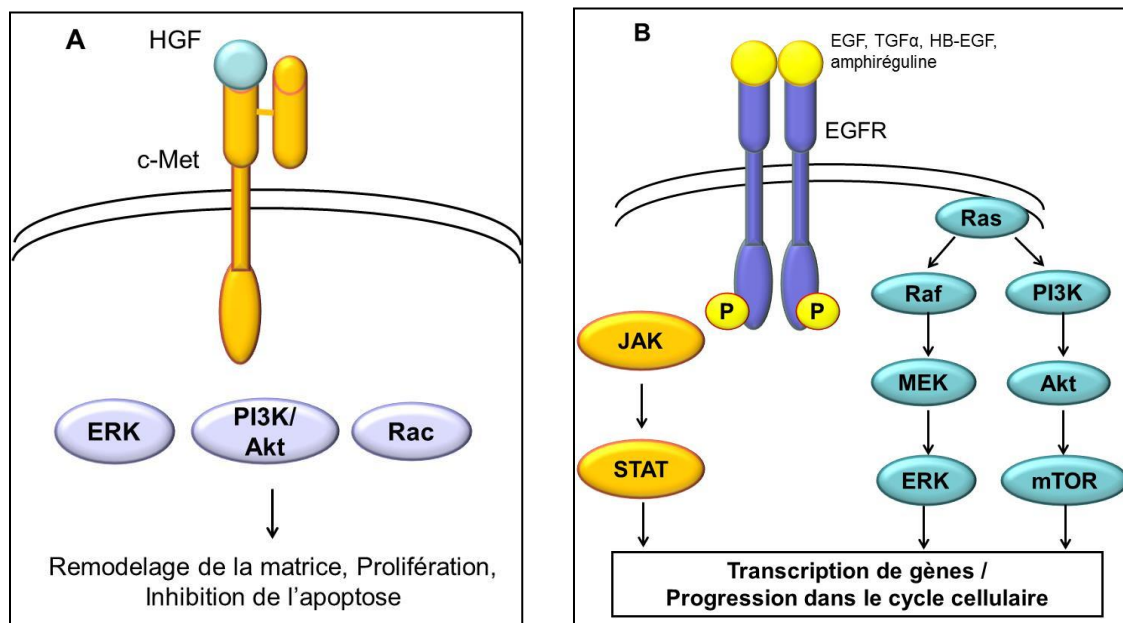 A
HGF
c-Met
ERK
PI3K/
Akt
Rac
Remodelage de la matrice, Prolifération,
Inhibition de l'apoptose
B
EGF, TGFα, HB-EGF,
amphiréguline
EGFR
Ras
P
P
Raf
PI3K
JAK
MEK
Akt
STAT
ERK
mTOR
Transcription de gènes /
Progression dans le cycle cellulaire